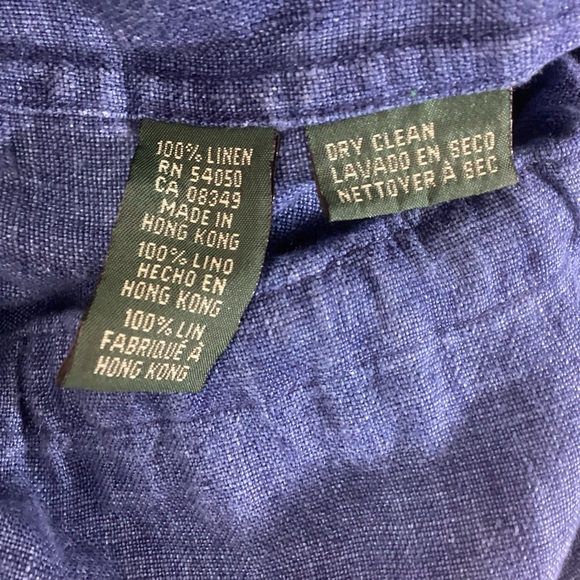 100% LINEN
RN 54050
CA 08349
MADE IN
HONG KONG
100% LINO
HECHO EN
HONG KONG
100% LIN
FABRIQUÉ À
HONG KONG
DRY CLEAN
LAVADO EN SECO
NETTOYER À SEC